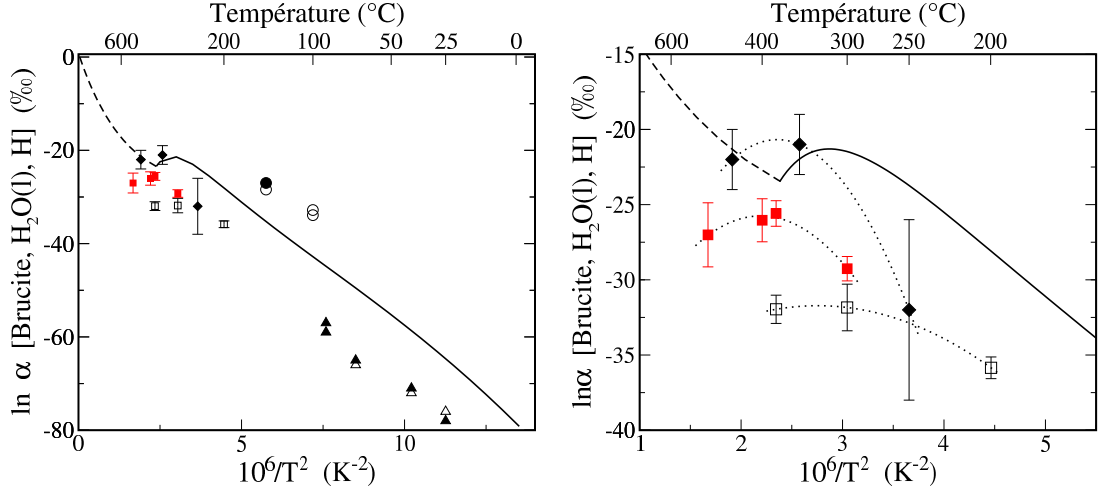 Température (°C)
600 400 200 100 50 25 0
0
-20
-40
-60
-80
ln α [Brucite, H2O(l), H] (‰)
0 5 10
10^6/T^2 (K^-2)
Température (°C)
600 400 300 250 200
-15
-20
-25
-30
-35
-40
lnα [Brucite, H2O(l), H] (‰)
1 2 3 4 5
10^6/T^2 (K^-2)